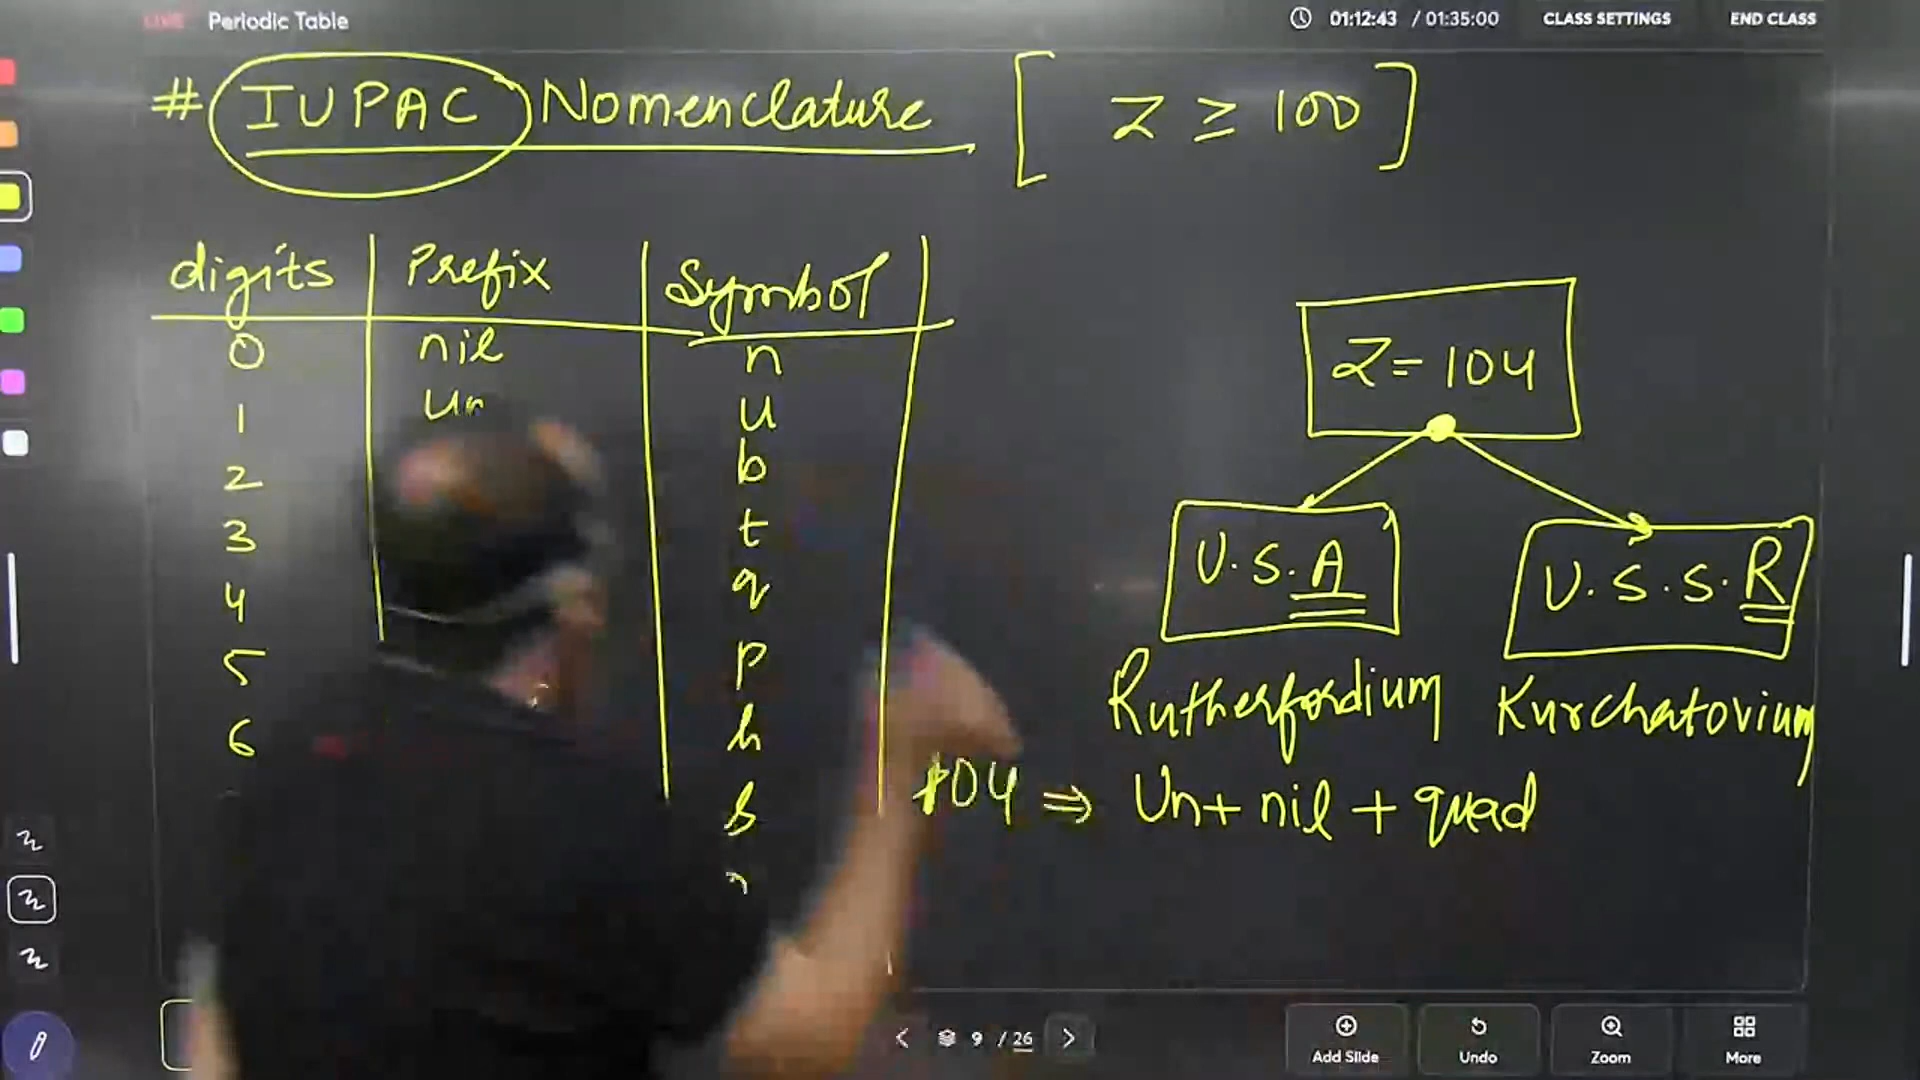 LIVE Periodic Table 01:12:43 / 01:35:00 CLASS SETTINGS END CLASS
# IUPAC Nomenclature [ Z ≥ 100 ]
digits Prefix Symbol
0 nil n
1 un u
2 b
3 t
4 q
5 p
6 h
s
Z = 104
U.S.A U.S.S.R
Rutherfordium Kurchatovium
104 ⇒ Un + nil + quad
9 / 26
Add Slide Undo Zoom More